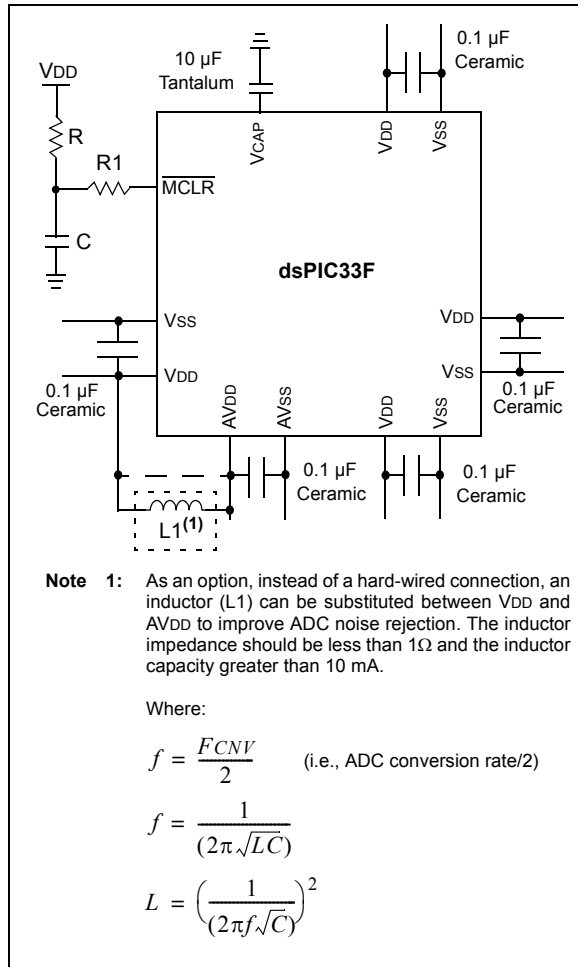 0.1 µF
Ceramic
10 µF
Tantalum
VDD
R
R1
C
MCLR
VCAP
VDD
VSS
dsPIC33F
VSS
VDD
0.1 µF
Ceramic
VDD
VSS
0.1 µF
Ceramic
AVDD
AVSS
VDD
VSS
0.1 µF
Ceramic
0.1 µF
Ceramic
L1(1)
Note 1: As an option, instead of a hard-wired connection, an
inductor (L1) can be substituted between VDD and
AVDD to improve ADC noise rejection. The inductor
impedance should be less than 1Ω and the inductor
capacity greater than 10 mA.
Where:
f = FCNV / 2 (i.e., ADC conversion rate/2)
f = 1 / (2π√LC)
L = (1 / (2πf√C))²